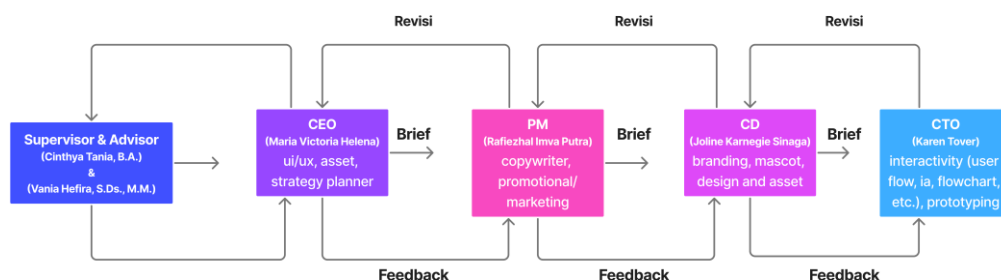 Revisi
Revisi
Revisi
Supervisor & Advisor
(Cinthya Tania, B.A.)
&
(Vania Hefira, S.Ds., M.M.)
CEO
(Maria Victoria Helena)
ui/ux, asset,
strategy planner
Brief
PM
(Rafiezhal Imva Putra)
copywriter,
promotional/
marketing
Brief
CD
(Joline Karnegie Sinaga)
branding, mascot,
design and asset
Brief
CTO
(Karen Tover)
interactivity (user
flow, ia, flowchart,
etc.), prototyping
Feedback
Feedback
Feedback